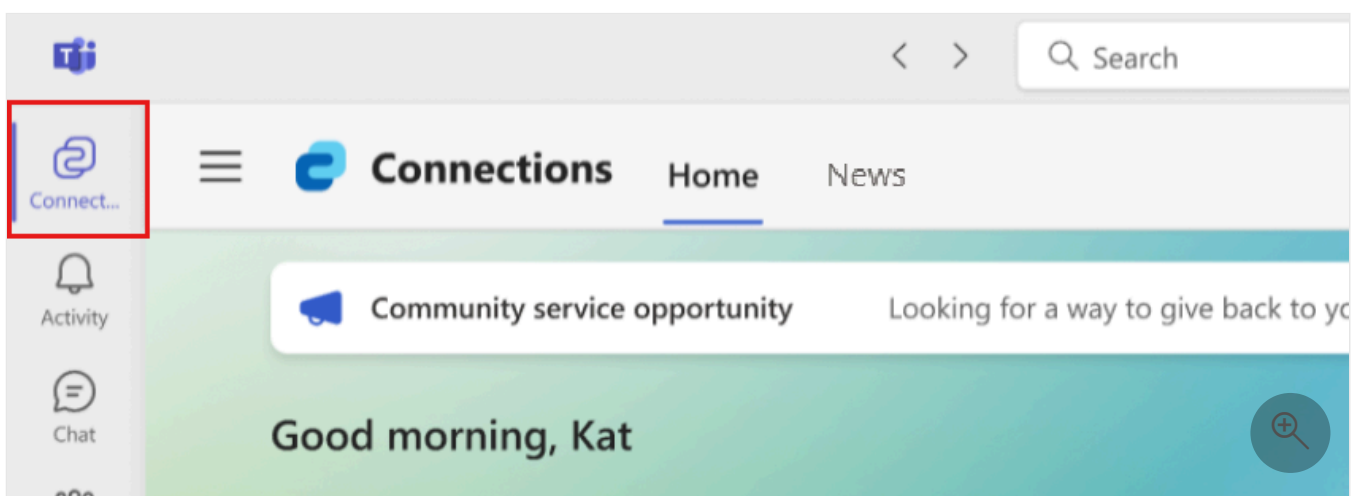 Search
Connect...
Connections
Home
News
Activity
Community service opportunity
Looking for a way to give back to
Chat
Good morning, Kat